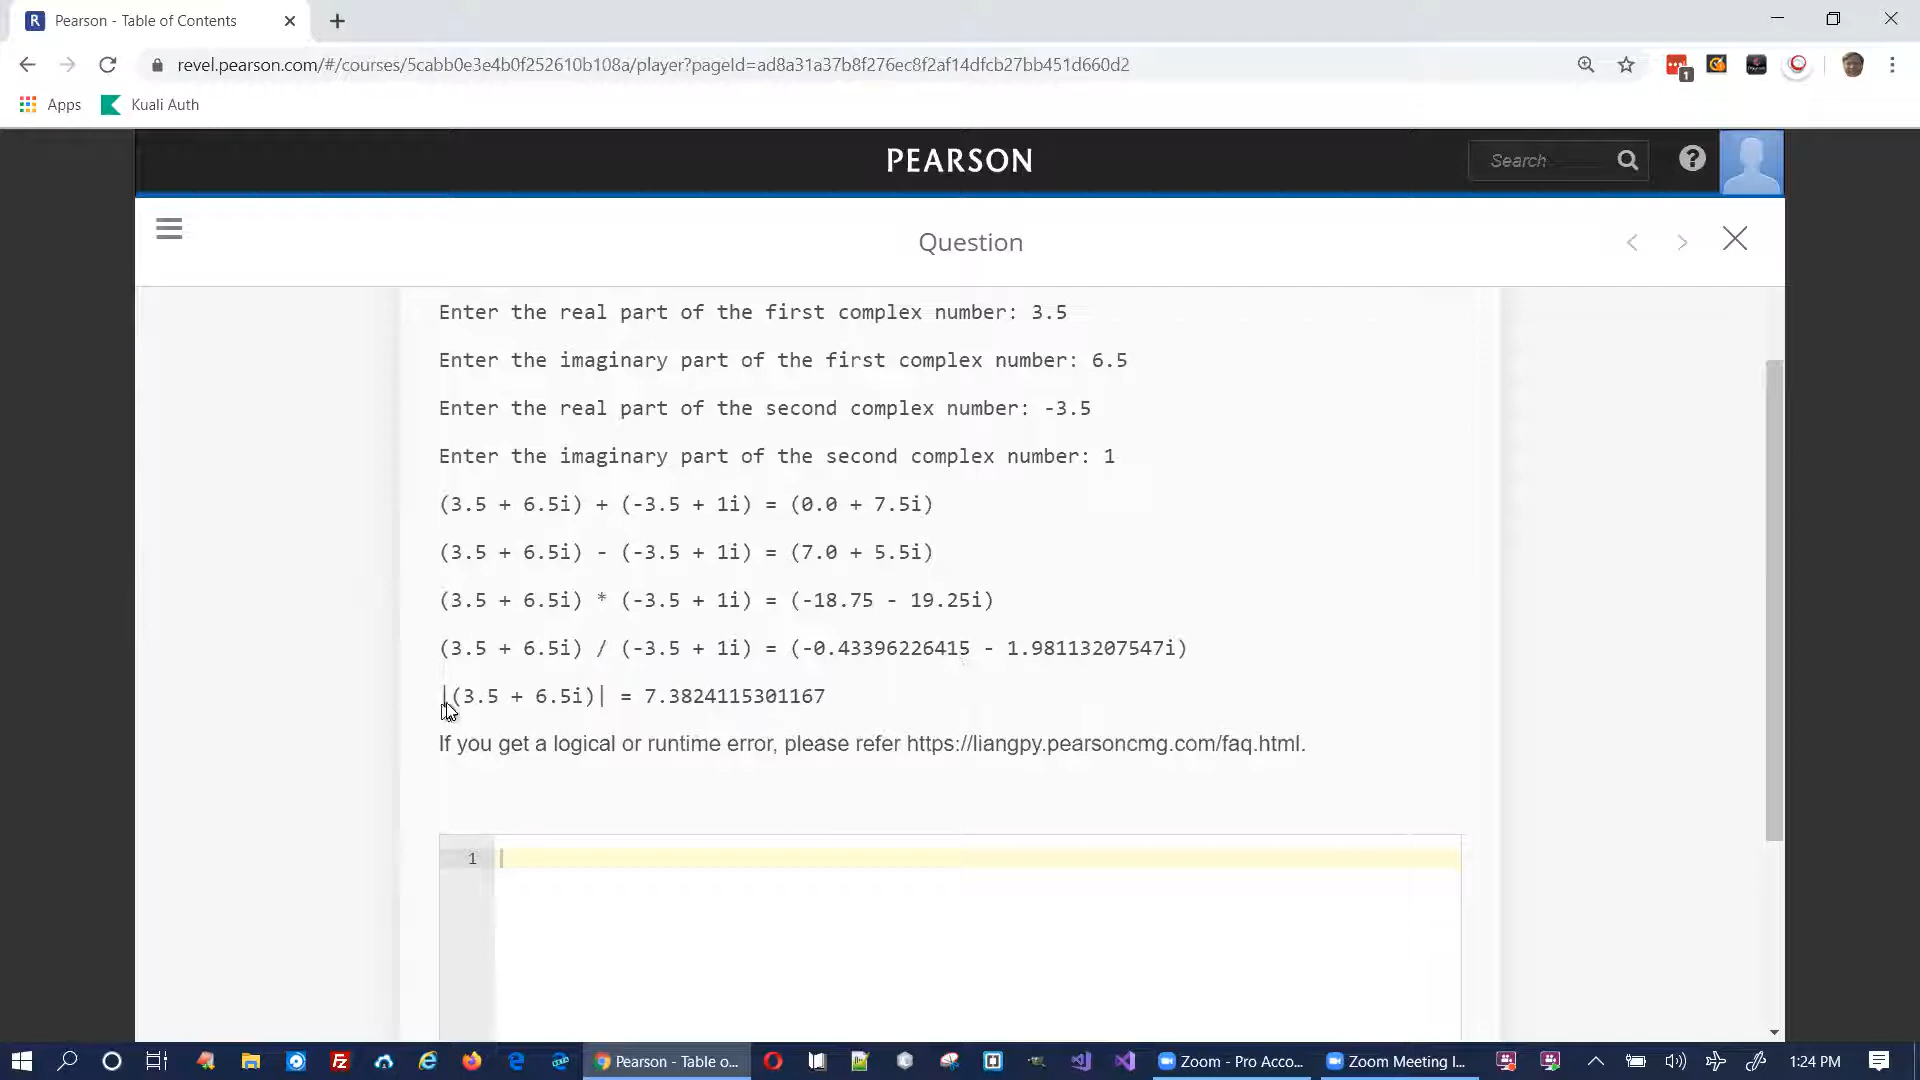 R Pearson - Table of Contents
revel.pearson.com/#/courses/5cabb0e3e4b0f252610b108a/player?pageId=ad8a31a37b8f276ec8f2af14dfcb27bb451d660d2
1
Apps Kuali Auth
PEARSON
Search
Question
Enter the real part of the first complex number: 3.5
Enter the imaginary part of the first complex number: 6.5
Enter the real part of the second complex number: -3.5
Enter the imaginary part of the second complex number: 1
(3.5 + 6.5i) + (-3.5 + 1i) = (0.0 + 7.5i)
(3.5 + 6.5i) - (-3.5 + 1i) = (7.0 + 5.5i)
(3.5 + 6.5i) * (-3.5 + 1i) = (-18.75 - 19.25i)
(3.5 + 6.5i) / (-3.5 + 1i) = (-0.43396226415 - 1.98113207547i)
|(3.5 + 6.5i)| = 7.3824115301167
If you get a logical or runtime error, please refer https://liangpy.pearsoncmg.com/faq.html.
1
Pearson - Table o... Zoom - Pro Acco... Zoom Meeting I... 1:24 PM